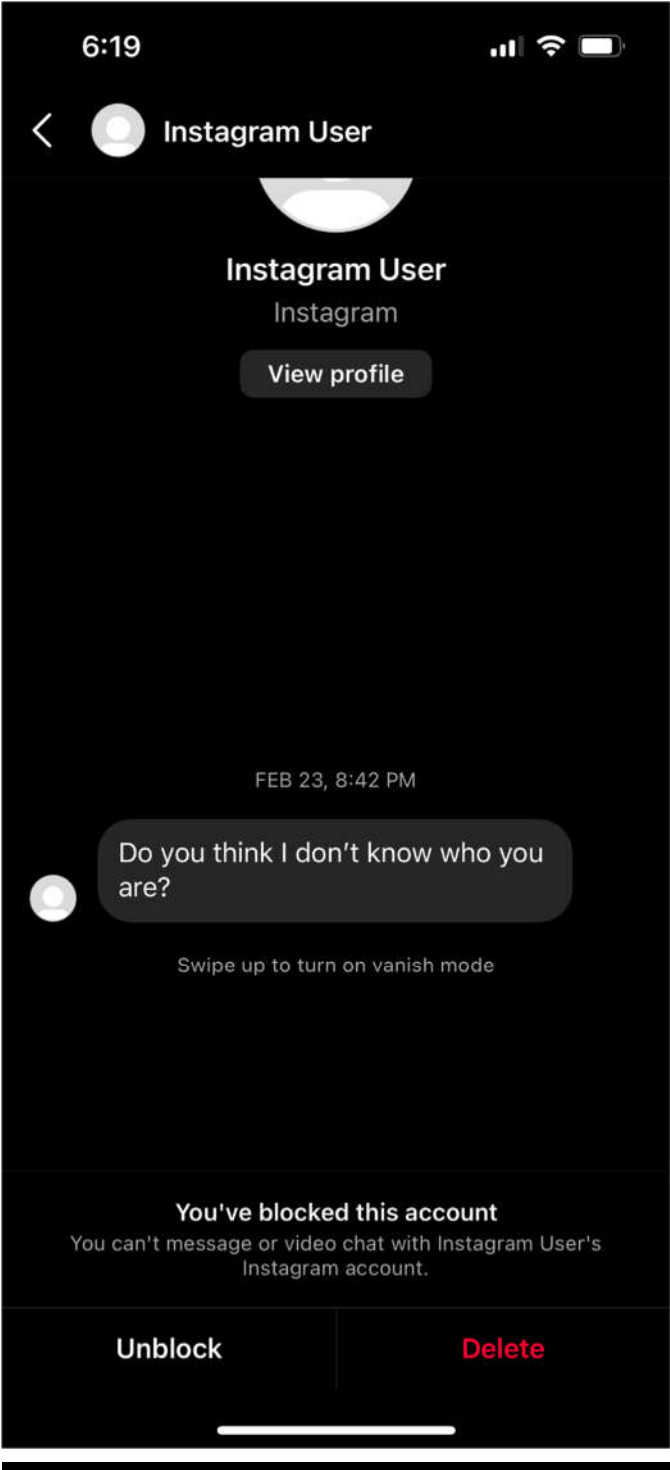 6:19
Instagram User
Instagram User
Instagram
View profile
FEB 23, 8:42 PM
Do you think I don't know who you
are?
Swipe up to turn on vanish mode
You've blocked this account
You can't message or video chat with Instagram User's
Instagram account.
Unblock
Delete